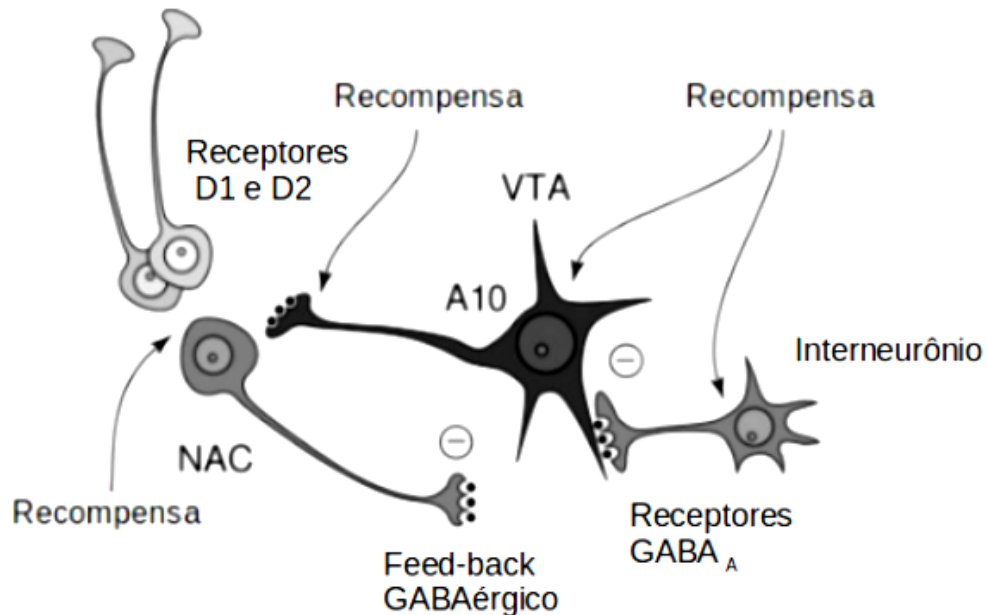 Recompensa
Recompensa
Receptores
D1 e D2
VTA
A10
Interneurônio
NAC
Recompensa
Receptores
GABA A
Feed-back
GABAérgico